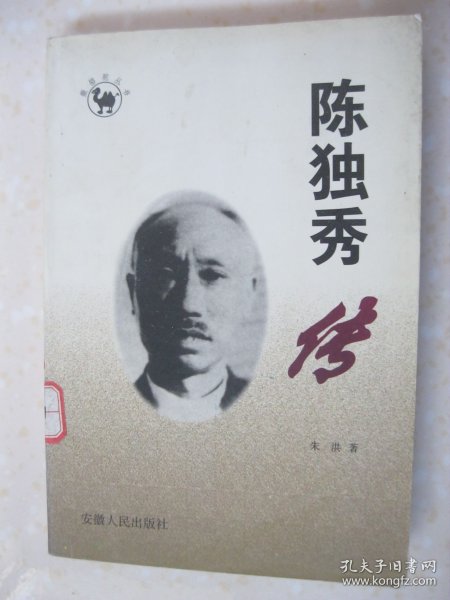 陈独秀
传
朱洪 著
安徽人民出版社
孔夫子旧书网
www.kongfz.com